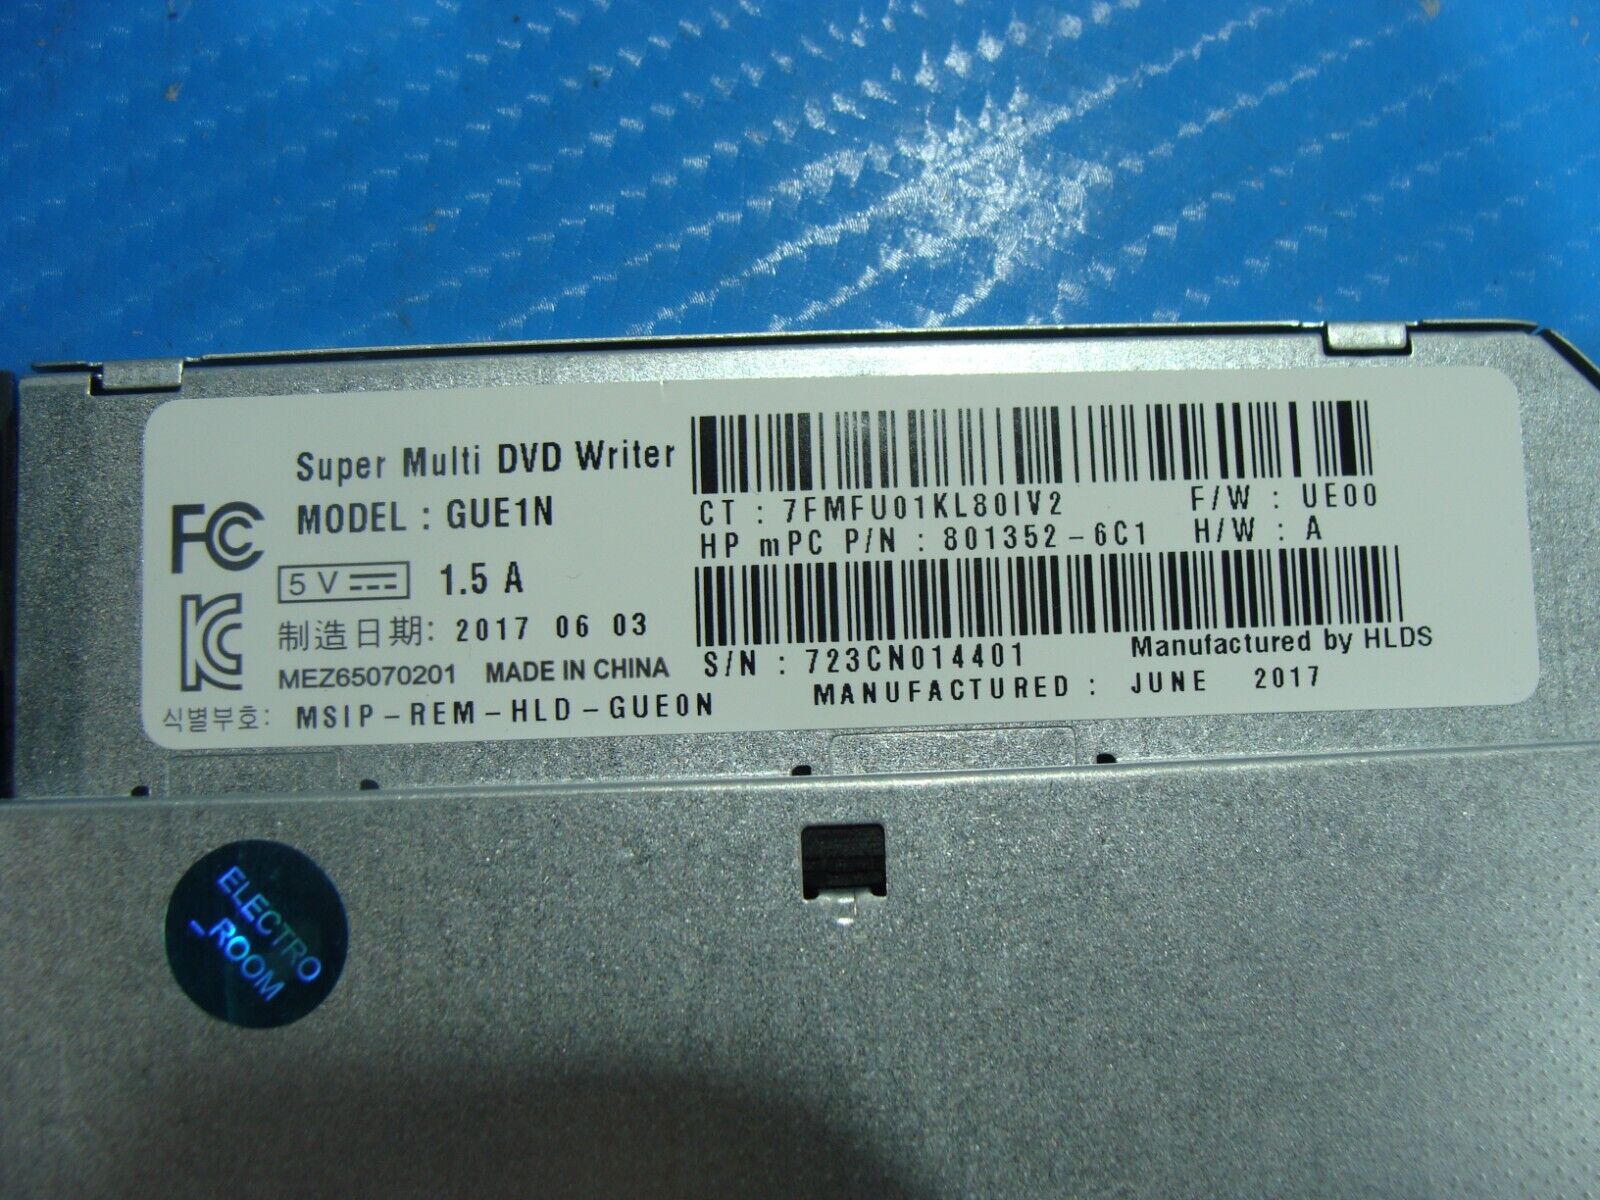 Super Multi DVD Writer
MODEL : GUE1N
FC
5 V 1.5 A
制造日期: 2017 06 03
MEZ65070201 MADE IN CHINA
식별부호: MSIP-REM-HLD-GUE0N
CT : 7FMFU01KL80IV2 F/W : UE00
HP mPC P/N : 801352-6C1 H/W : A
S/N : 723CN014401 Manufactured by HLDS
MANUFACTURED : JUNE 2017
ELECTRO
_ROOM